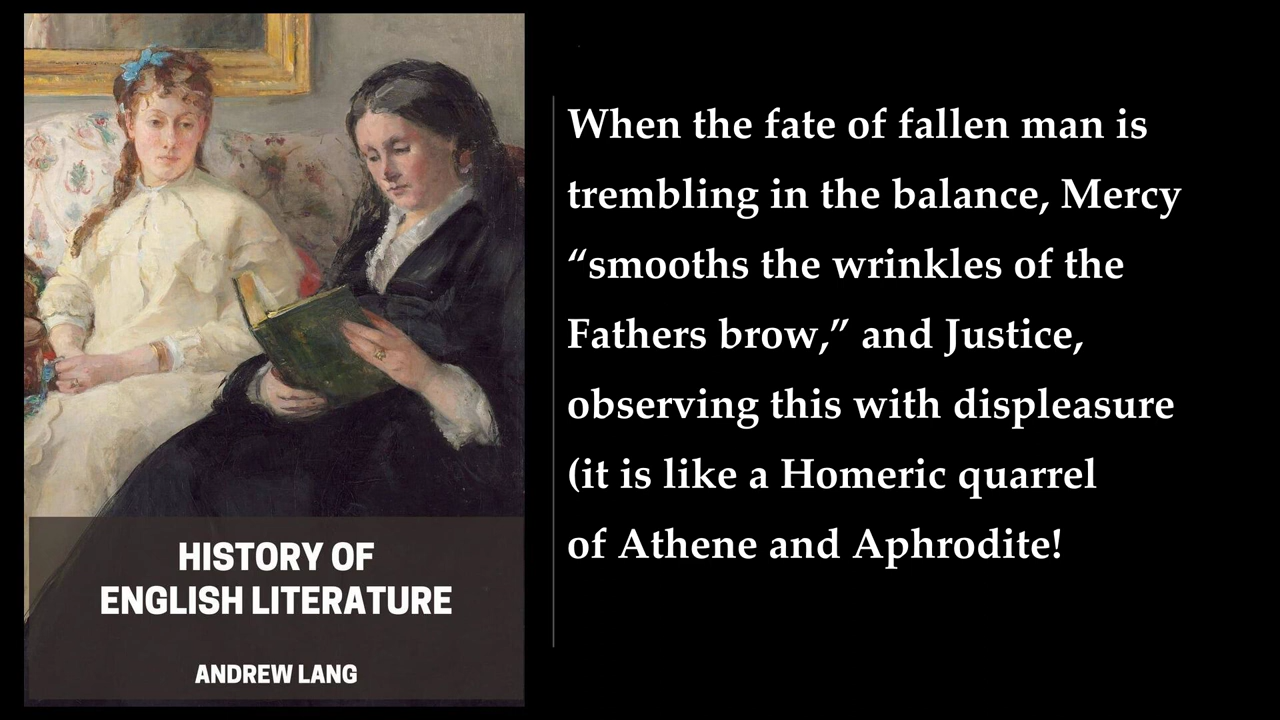 HISTORY OF
ENGLISH LITERATURE
ANDREW LANG
When the fate of fallen man is
trembling in the balance, Mercy
“smooths the wrinkles of the
Fathers brow,” and Justice,
observing this with displeasure
(it is like a Homeric quarrel
of Athene and Aphrodite!